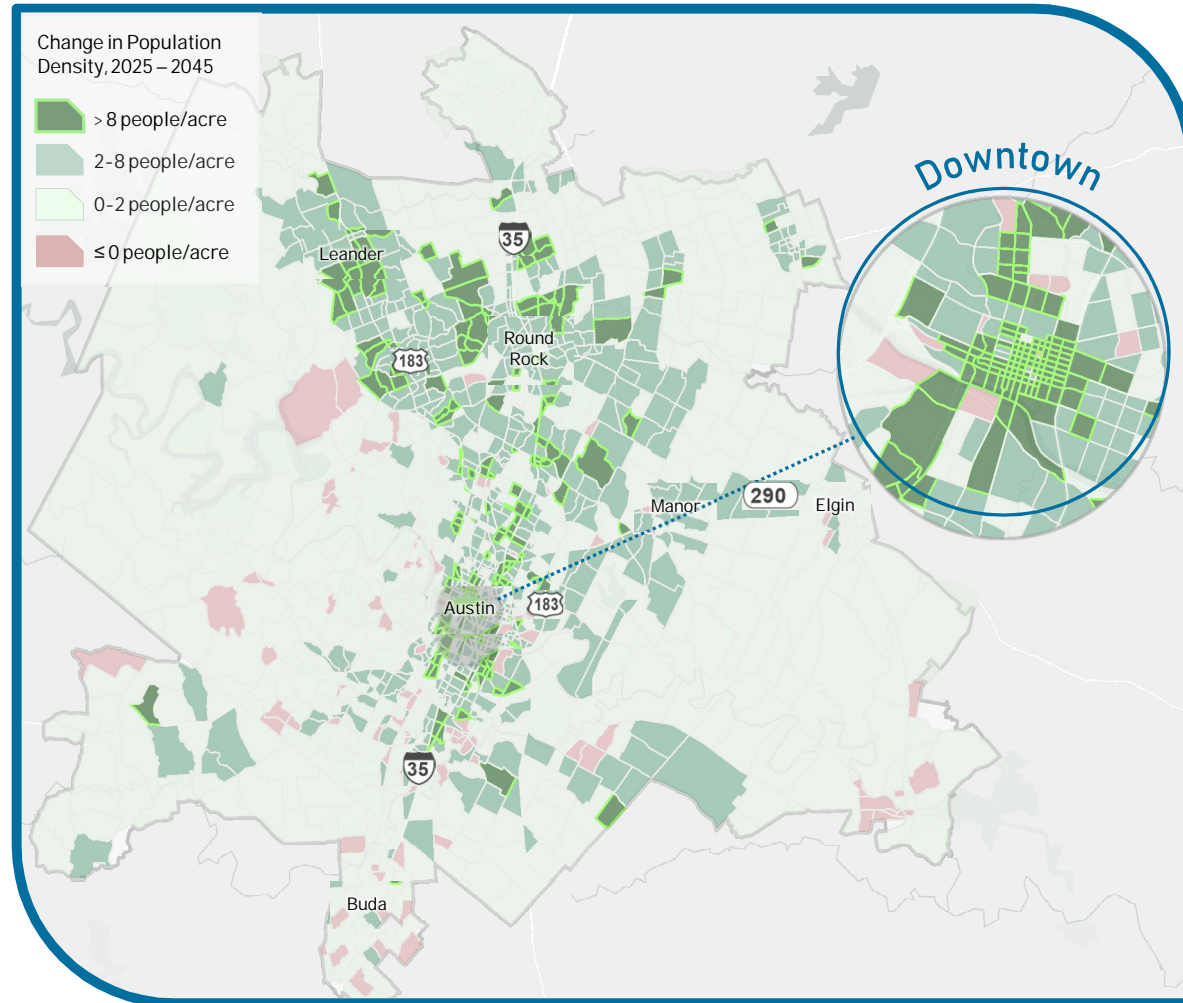 Change in Population
Density, 2025 – 2045
> 8 people/acre
2-8 people/acre
0-2 people/acre
≤ 0 people/acre
Downtown
35
Leander
Round
Rock
183
Manor
290
Elgin
Austin
183
35
Buda